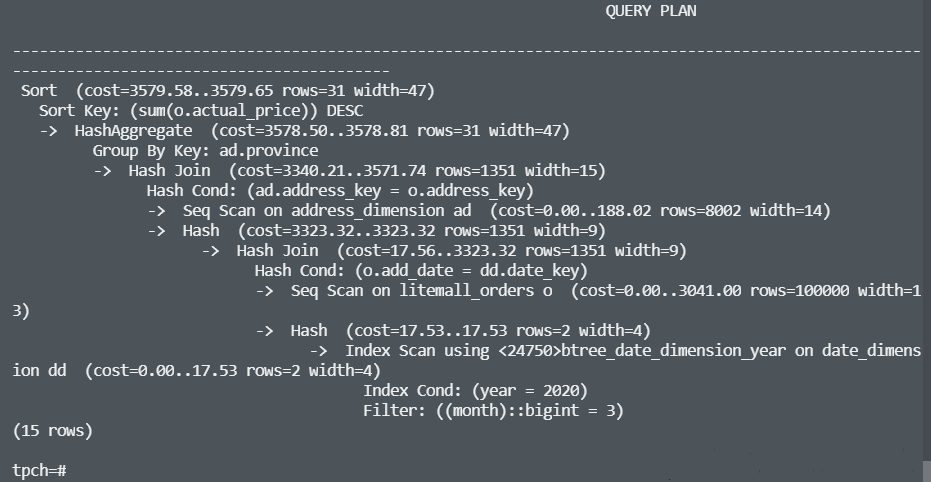 QUERY PLAN
--------------------------------------------------------------------------------------------------------
-------------------------------------------
Sort  (cost=3579.58..3579.65 rows=31 width=47)
  Sort Key: (sum(o.actual_price)) DESC
  ->  HashAggregate  (cost=3578.50..3578.81 rows=31 width=47)
        Group By Key: ad.province
        ->  Hash Join  (cost=3340.21..3571.74 rows=1351 width=15)
              Hash Cond: (ad.address_key = o.address_key)
              ->  Seq Scan on address_dimension ad  (cost=0.00..188.02 rows=8002 width=14)
              ->  Hash  (cost=3323.32..3323.32 rows=1351 width=9)
                    ->  Hash Join  (cost=17.56..3323.32 rows=1351 width=9)
                          Hash Cond: (o.add_date = dd.date_key)
                          ->  Seq Scan on litemall_orders o  (cost=0.00..3041.00 rows=100000 width=1
3)
                          ->  Hash  (cost=17.53..17.53 rows=2 width=4)
                                ->  Index Scan using <24750>btree_date_dimension_year on date_dimens
ion dd  (cost=0.00..17.53 rows=2 width=4)
                                      Index Cond: (year = 2020)
                                      Filter: ((month)::bigint = 3)
(15 rows)
tpch=#